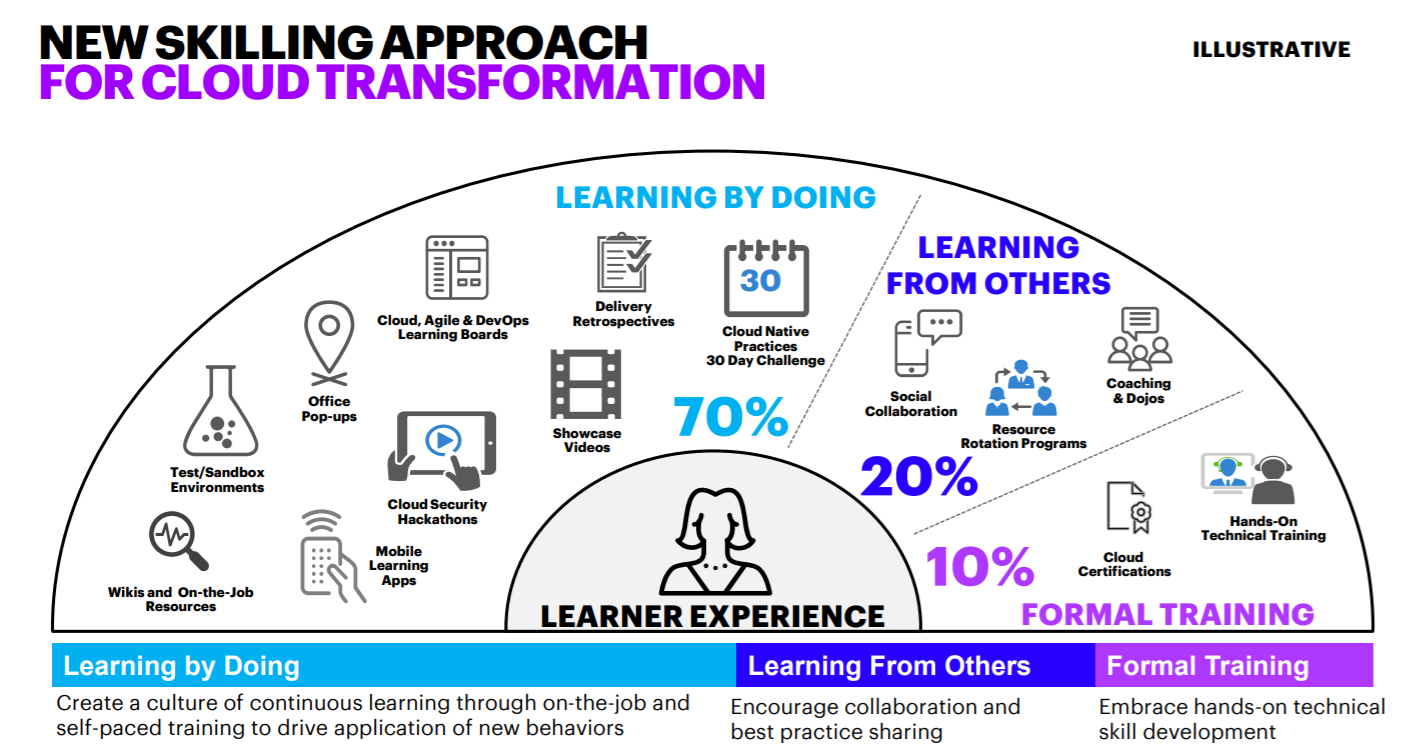 NEW SKILLING APPROACH
FOR CLOUD TRANSFORMATION
ILLUSTRATIVE
LEARNING BY DOING
Cloud, Agile & DevOps
Learning Boards
Delivery
Retrospectives
30
Cloud Native
Practices
30 Day Challenge
Office
Pop-ups
Showcase
Videos
70%
Test/Sandbox
Environments
Cloud Security
Hackathons
Wikis and On-the-Job
Resources
Mobile
Learning
Apps
LEARNING
FROM OTHERS
Social
Collaboration
Resource
Rotation Programs
Coaching
& Dojos
20%
10%
Cloud
Certifications
Hands-On
Technical Training
FORMAL TRAINING
LEARNER EXPERIENCE
Learning by Doing
Create a culture of continuous learning through on-the-job and
self-paced training to drive application of new behaviors
Learning From Others
Encourage collaboration and
best practice sharing
Formal Training
Embrace hands-on technical
skill development